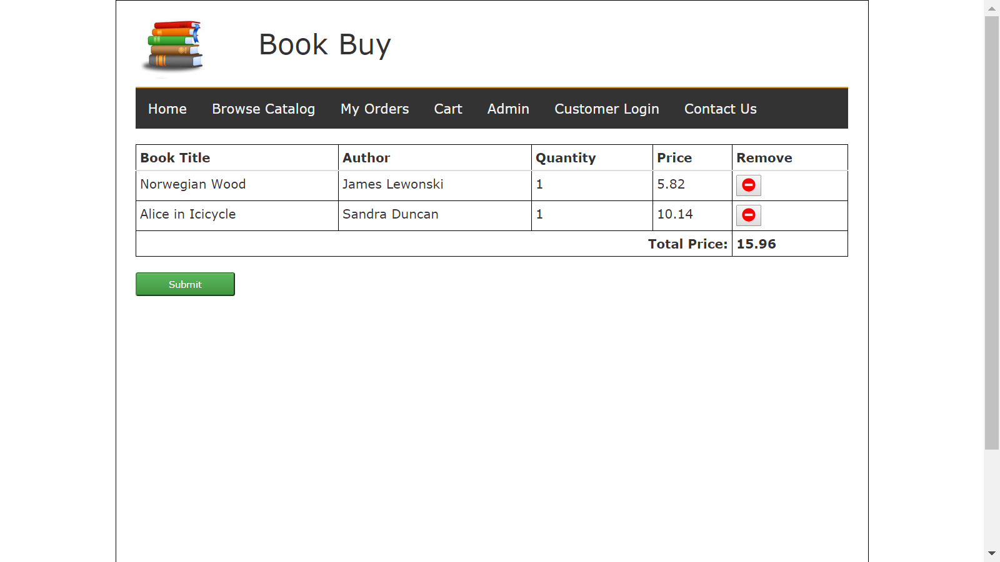 Book Buy
Home Browse Catalog My Orders Cart Admin Customer Login Contact Us
Book Title Author Quantity Price Remove
Norwegian Wood James Lewonski 1 5.82
Alice in Icicycle Sandra Duncan 1 10.14
Total Price: 15.96
Submit